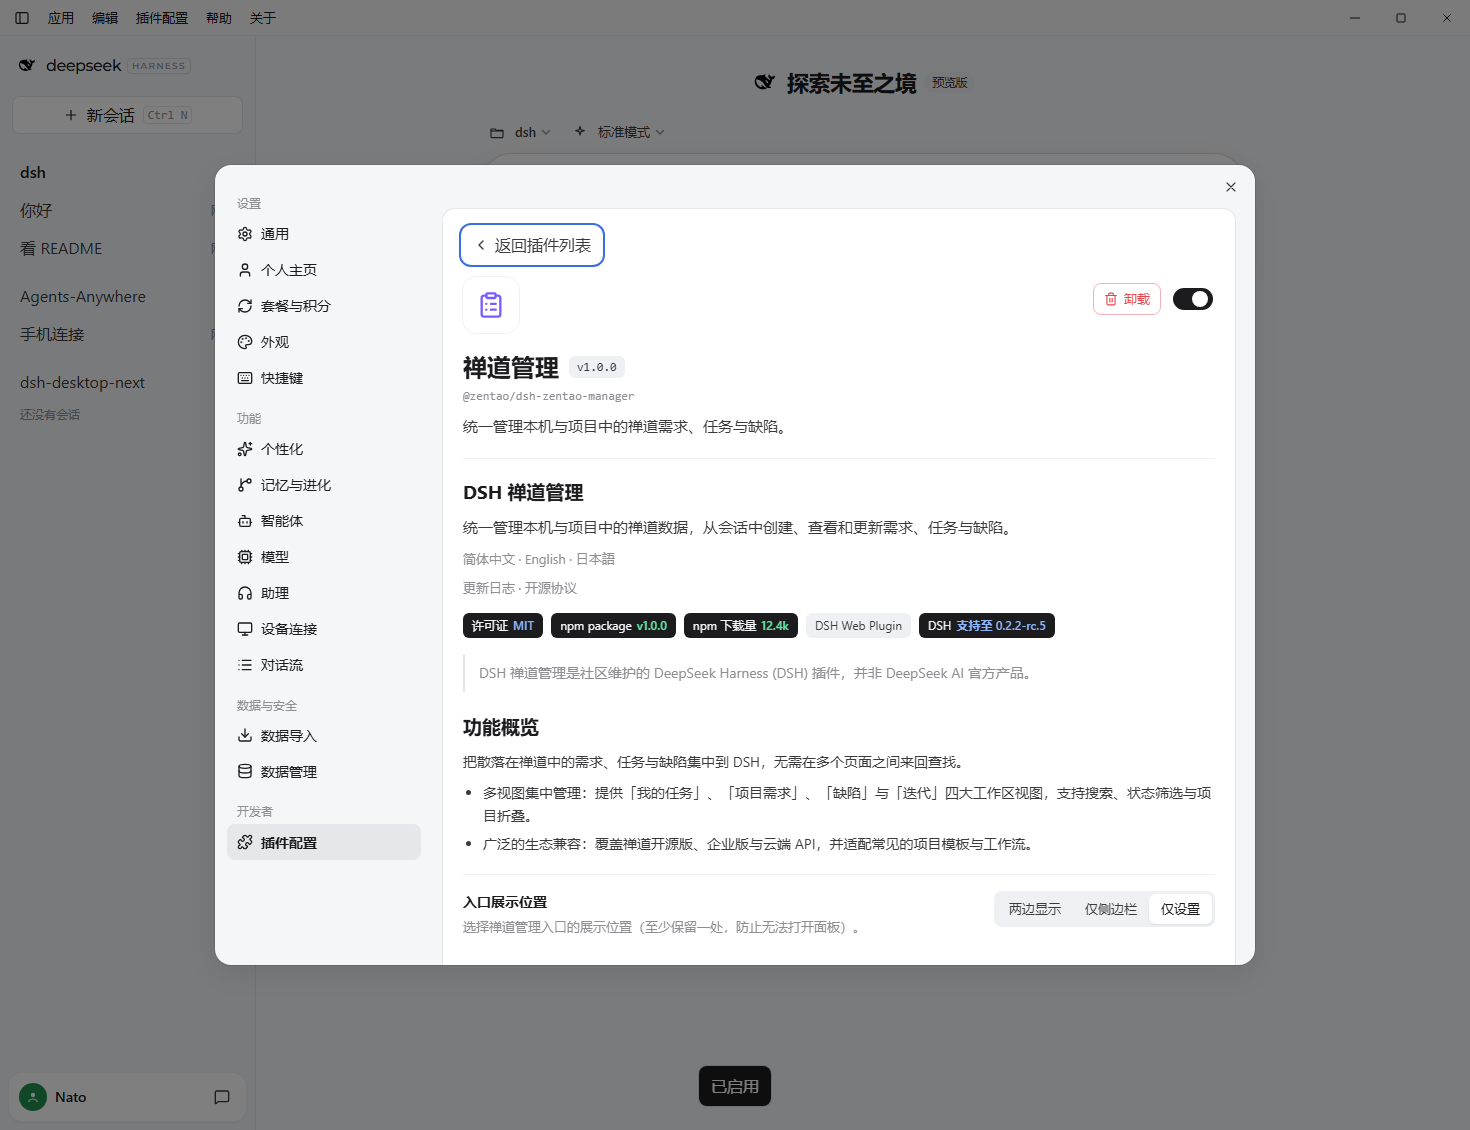 应用 编辑 插件配置 帮助 关于
deepseek HARNESS
新会话 Ctrl N
dsh
你好
看 README
Agents-Anywhere
手机连接
dsh-desktop-next
还没有会话
Nato
探索未至之境 预览版
dsh 标准模式
设置
通用
个人主页
套餐与积分
外观
快捷键
功能
个性化
记忆与进化
智能体
模型
助理
设备连接
对话流
数据与安全
数据导入
数据管理
开发者
插件配置
返回插件列表
卸载
禅道管理 v1.0.0
@zentao/dsh-zentao-manager
统一管理本机与项目中的禅道需求、任务与缺陷。
DSH 禅道管理
统一管理本机与项目中的禅道数据，从会话中创建、查看和更新需求、任务与缺陷。
简体中文 · English · 日本語
更新日志 · 开源协议
许可证 MIT npm package v1.0.0 npm 下载量 12.4k DSH Web Plugin DSH 支持至 0.2.2-rc.5
DSH 禅道管理是社区维护的 DeepSeek Harness (DSH) 插件，并非 DeepSeek AI 官方产品。
功能概览
把散落在禅道中的需求、任务与缺陷集中到 DSH，无需在多个页面之间来回查找。
• 多视图集中管理：提供「我的任务」、「项目需求」、「缺陷」与「迭代」四大工作区视图，支持搜索、状态筛选与项
目折叠。
• 广泛的生态兼容：覆盖禅道开源版、企业版与云端 API，并适配常见的项目模板与工作流。
入口展示位置
选择禅道管理入口的展示位置（至少保留一处，防止无法打开面板）。
两边显示 仅侧边栏 仅设置
已启用